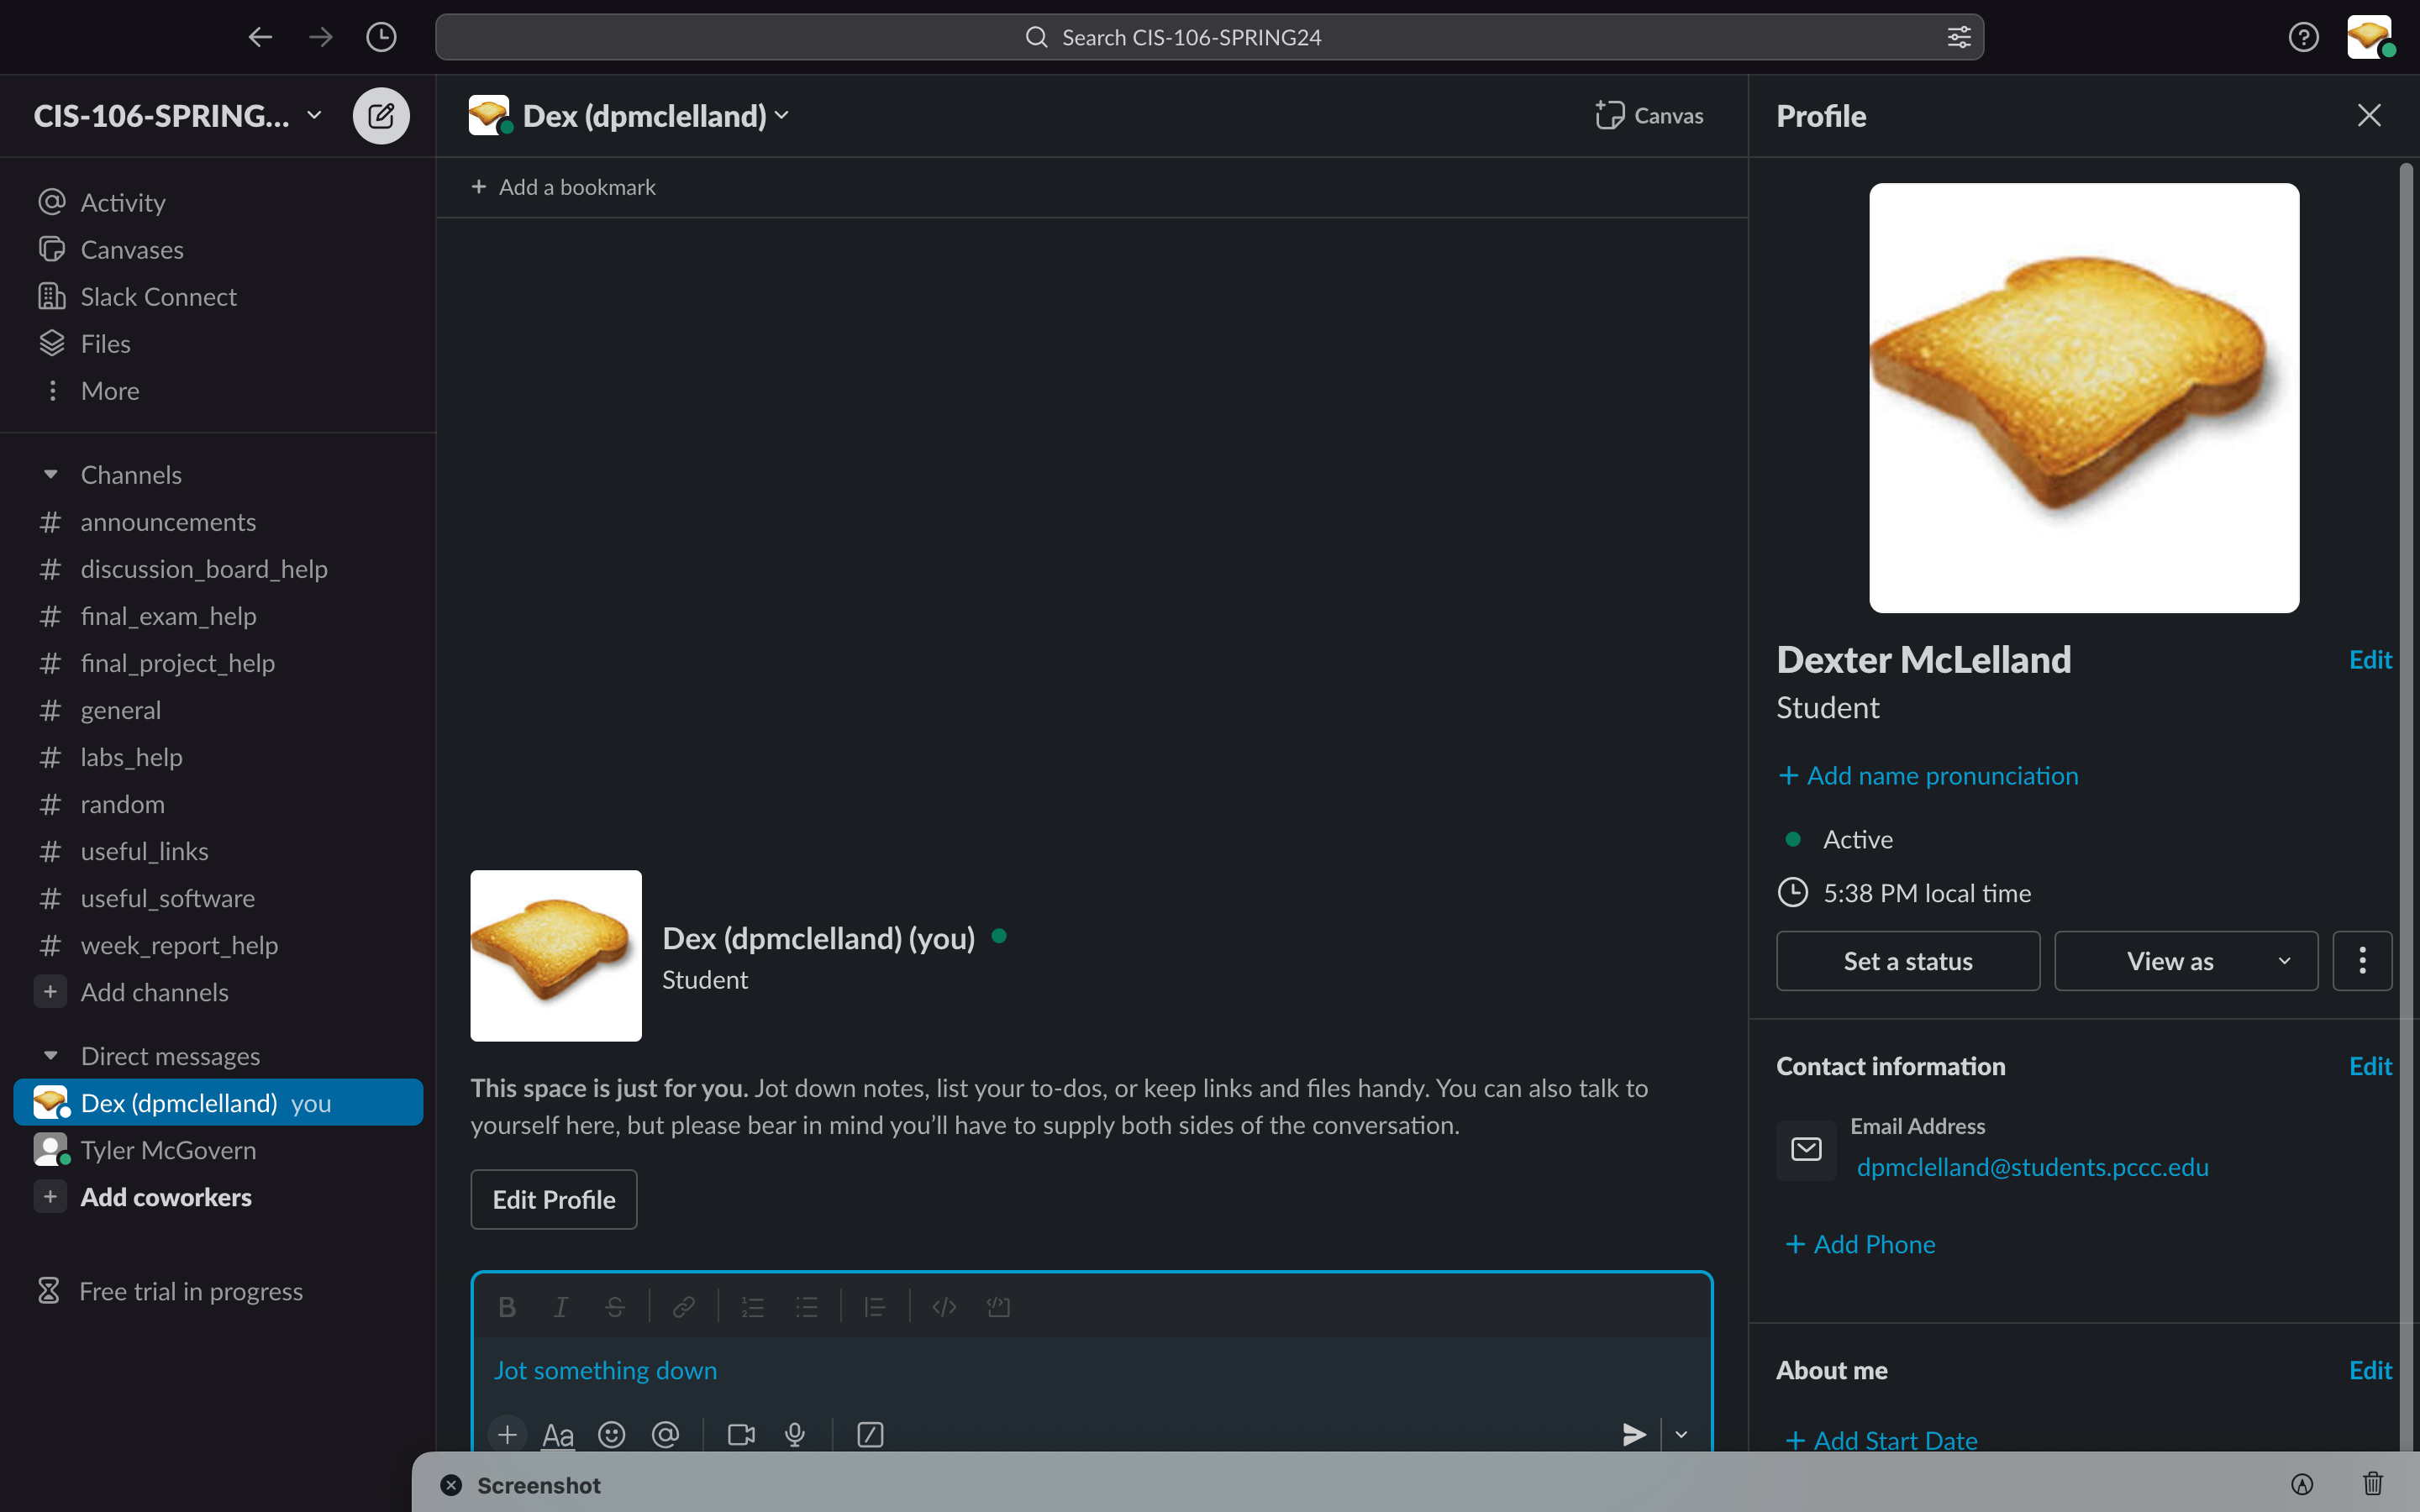 Search CIS-106-SPRING24
CIS-106-SPRING...
Activity
Canvases
Slack Connect
Files
More
Channels
# announcements
# discussion_board_help
# final_exam_help
# final_project_help
# general
# labs_help
# random
# useful_links
# useful_software
# week_report_help
+ Add channels
Direct messages
Dex (dpmclelland) you
Tyler McGovern
+ Add coworkers
Free trial in progress
Dex (dpmclelland)
Canvas
+ Add a bookmark
Dex (dpmclelland) (you)
Student
This space is just for you. Jot down notes, list your to-dos, or keep links and files handy. You can also talk to
yourself here, but please bear in mind you’ll have to supply both sides of the conversation.
Edit Profile
B I S
Jot something down
+ Aa @
Profile
Dexter McLelland Edit
Student
+ Add name pronunciation
Active
5:38 PM local time
Set a status View as
Contact information Edit
Email Address
dpmclelland@students.pccc.edu
+ Add Phone
About me Edit
+ Add Start Date
Screenshot